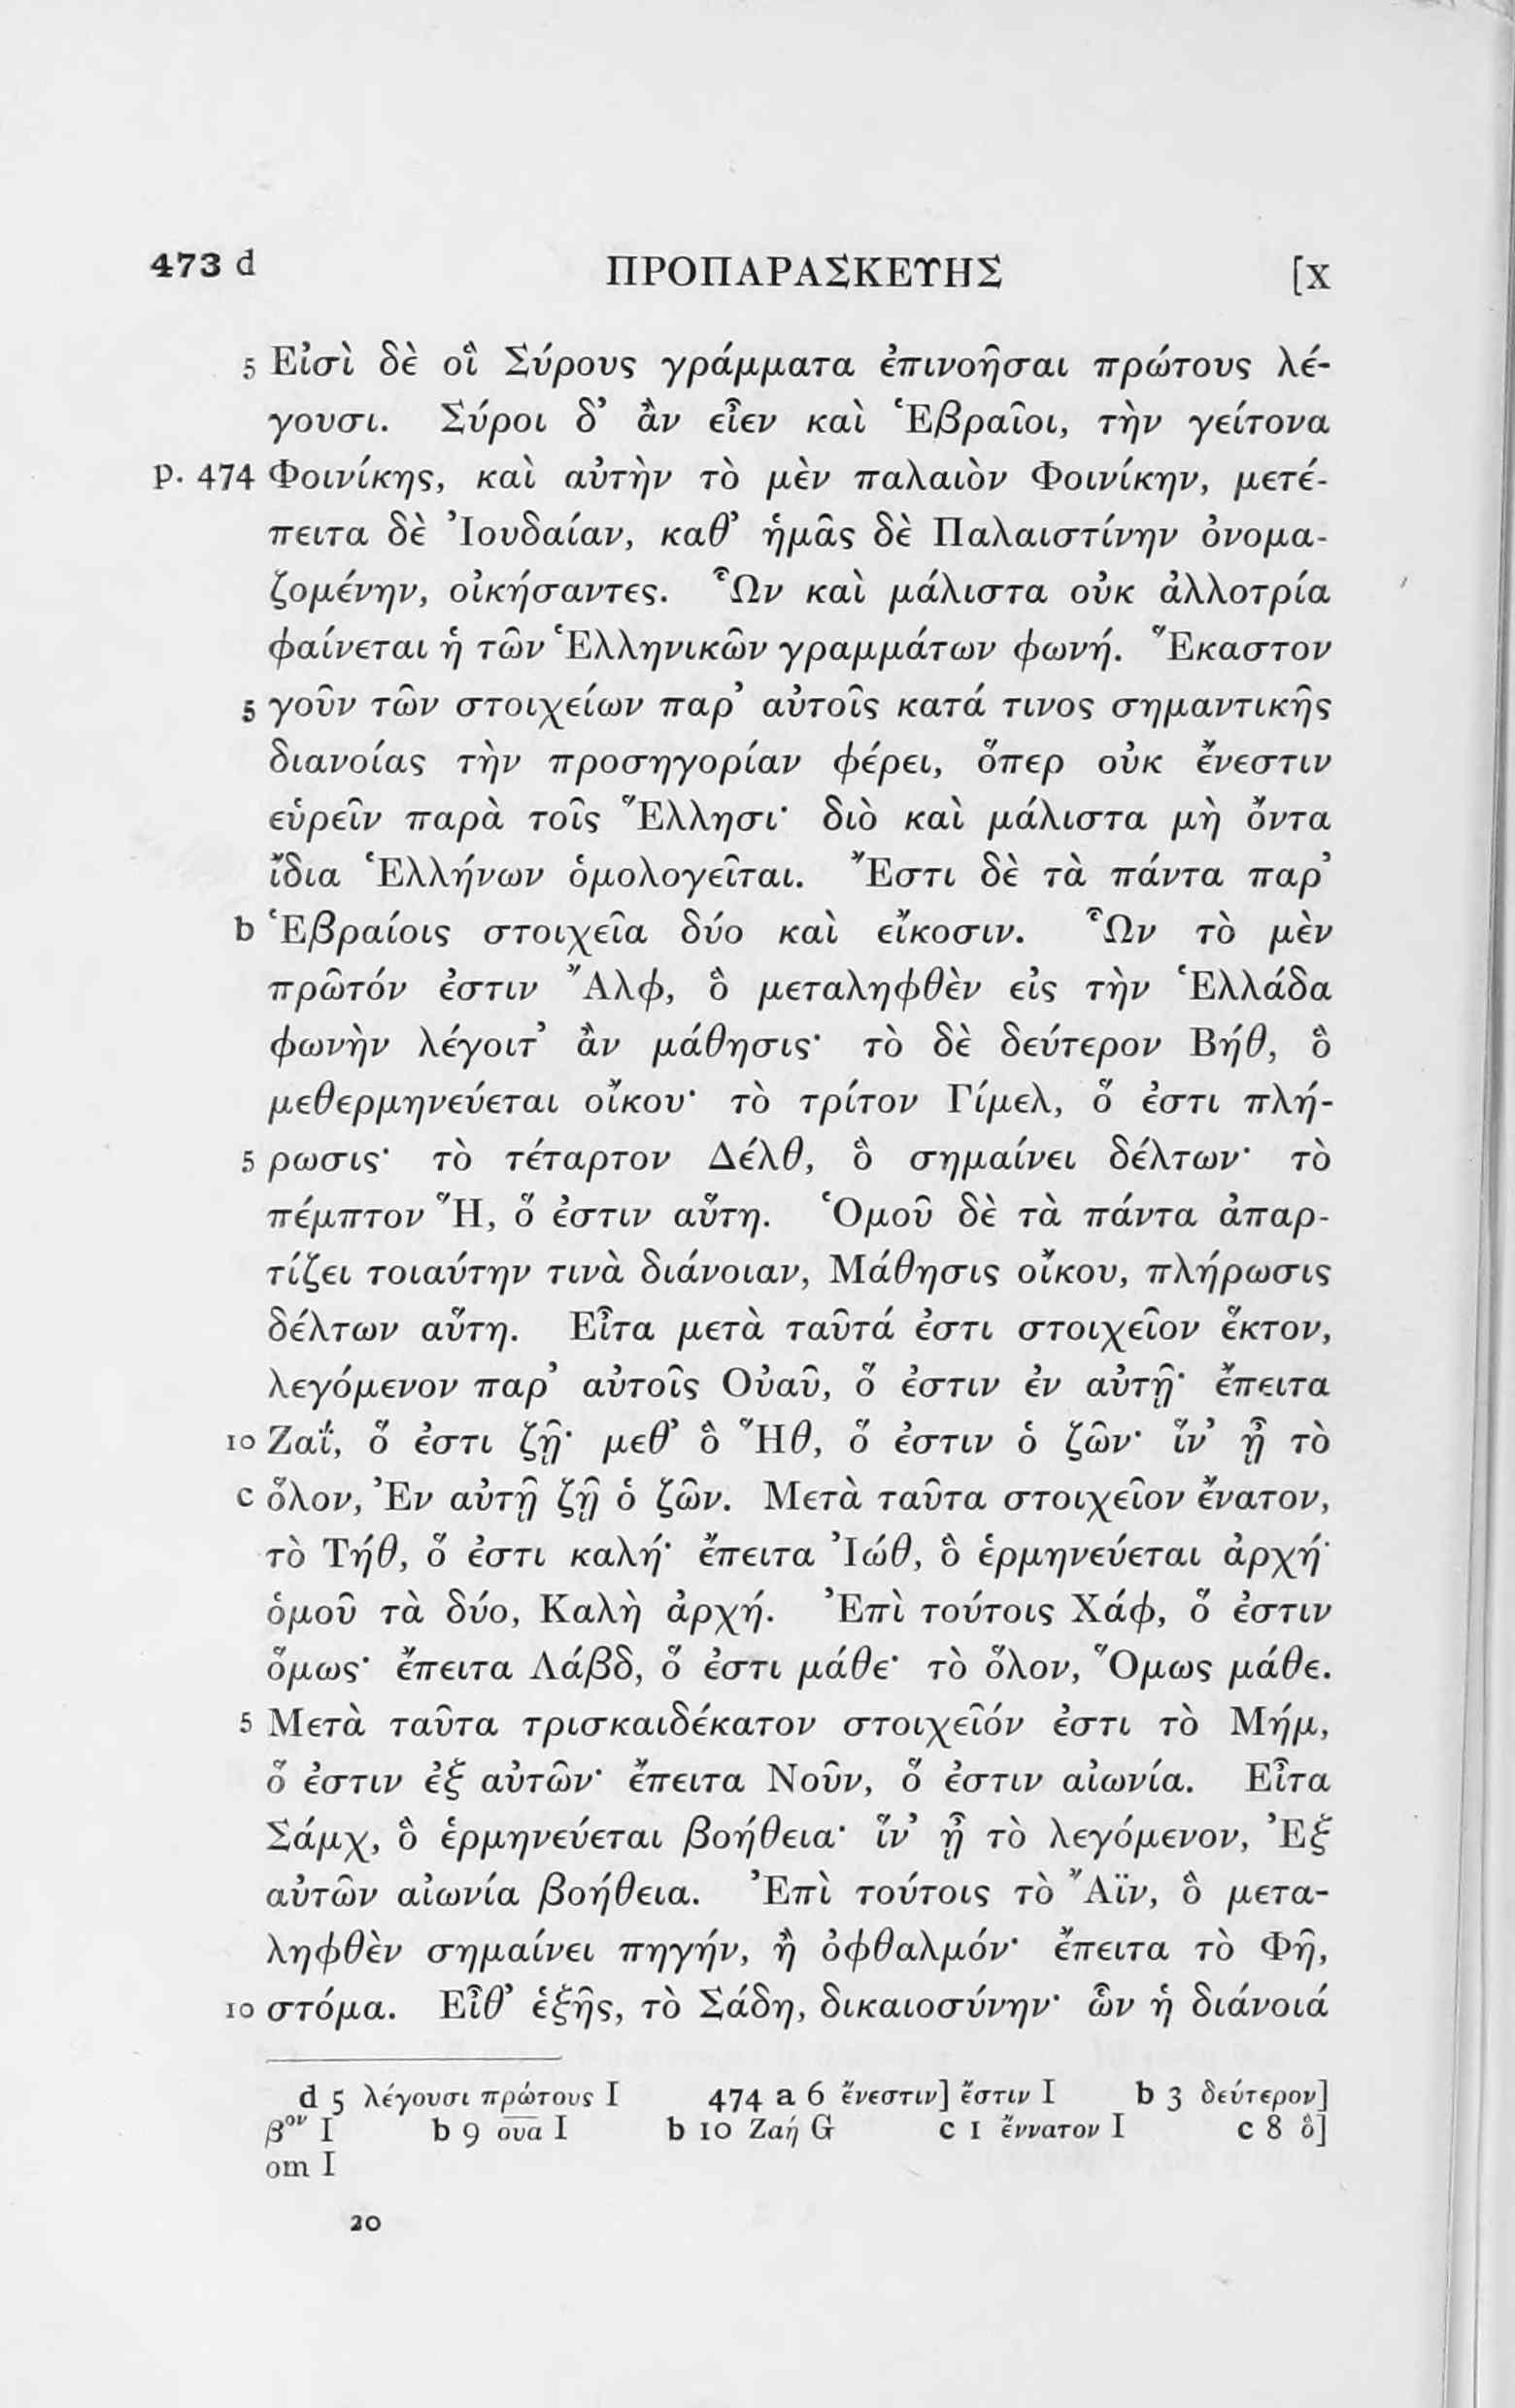 473 d ΠΡΟΠΑΡΑΣΚΕΥΗΣ [X
5 Εἰσὶ δὲ οἳ Σύρους γράμματα ἐπινοῆσαι πρώτους λέ-
γουσι. Σύροι δ’ ἂν εἶεν καὶ Ἑβραῖοι, τὴν γείτονα
p. 474 Φοινίκης, καὶ αὐτὴν τὸ μὲν παλαιὸν Φοινίκην, μετέ-
πειτα δὲ Ἰουδαίαν, καθ’ ἡμᾶς δὲ Παλαιστίνην ὀνομα-
ζομένην, οἰκήσαντες. Ὧν καὶ μάλιστα οὐκ ἀλλοτρία
φαίνεται ἡ τῶν Ἑλληνικῶν γραμμάτων φωνή. Ἕκαστον
5 γοῦν τῶν στοιχείων παρ’ αὐτοῖς κατά τινος σημαντικῆς
διανοίας τὴν προσηγορίαν φέρει, ὅπερ οὐκ ἔνεστιν
εὑρεῖν παρὰ τοῖς Ἕλλησι· διὸ καὶ μάλιστα μὴ ὄντα
ἴδια Ἑλλήνων ὁμολογεῖται. Ἔστι δὲ τὰ πάντα παρ’
b Ἑβραίοις στοιχεῖα δύο καὶ εἴκοσιν. Ὧν τὸ μὲν
πρῶτόν ἐστιν Ἄλφ, ὃ μεταληφθὲν εἰς τὴν Ἑλλάδα
φωνὴν λέγοιτ’ ἂν μάθησις· τὸ δὲ δεύτερον Βήθ, ὃ
μεθερμηνεύεται οἴκου· τὸ τρίτον Γίμελ, ὅ ἐστι πλή-
5 ρωσις· τὸ τέταρτον Δέλθ, ὃ σημαίνει δέλτων· τὸ
πέμπτον Ἥ, ὅ ἐστιν αὕτη. Ὁμοῦ δὲ τὰ πάντα ἀπαρ-
τίζει τοιαύτην τινὰ διάνοιαν, Μάθησις οἴκου, πλήρωσις
δέλτων αὕτη. Εἶτα μετὰ ταῦτά ἐστι στοιχεῖον ἕκτον,
λεγόμενον παρ’ αὐτοῖς Οὐαῦ, ὅ ἐστιν ἐν αὐτῇ· ἔπειτα
10 Ζαΐ, ὅ ἐστι ζῇ· μεθ’ ὃ Ἥθ, ὅ ἐστιν ὁ ζῶν· ἵν’ ᾖ τὸ
c ὅλον, Ἐν αὐτῇ ζῇ ὁ ζῶν. Μετὰ ταῦτα στοιχεῖον ἔνατον,
τὸ Τήθ, ὅ ἐστι καλή· ἔπειτα Ἰώθ, ὃ ἑρμηνεύεται ἀρχή·
ὁμοῦ τὰ δύο, Καλὴ ἀρχή. Ἐπὶ τούτοις Χάφ, ὅ ἐστιν
ὅμως· ἔπειτα Λάβδ, ὅ ἐστι μάθε· τὸ ὅλον, Ὅμως μάθε.
5 Μετὰ ταῦτα τρισκαιδέκατον στοιχεῖόν ἐστι τὸ Μήμ,
ὅ ἐστιν ἐξ αὐτῶν· ἔπειτα Νοῦν, ὅ ἐστιν αἰωνία. Εἶτα
Σάμχ, ὃ ἑρμηνεύεται βοήθεια· ἵν’ ᾖ τὸ λεγόμενον, Ἐξ
αὐτῶν αἰωνία βοήθεια. Ἐπὶ τούτοις τὸ Ἄϊν, ὃ μετα-
ληφθὲν σημαίνει πηγήν, ἢ ὀφθαλμόν· ἔπειτα τὸ Φῆ,
10 στόμα. Εἶθ’ ἑξῆς, τὸ Σάδη, δικαιοσύνην· ὧν ἡ διάνοιά
d 5 λέγουσι πρώτους I 474 a 6 ἔνεστιν] ἔστιν I b 3 δεύτερον]
βον I b 9 ουα I b 10 Ζαή G c 1 ἔννατον I c 8 ὃ]
om I
20